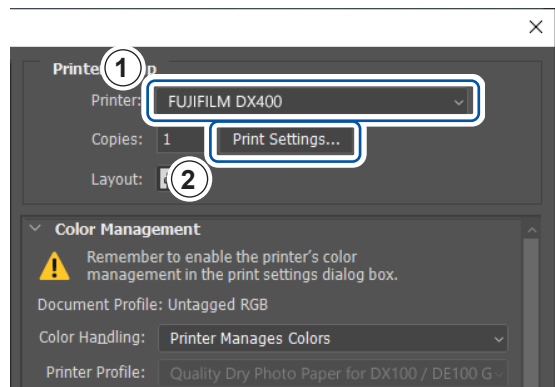 Printer
Printer: FUJIFILM DX400
Copies: 1 Print Settings...
Layout:
1
2
Color Management
Remember to enable the printer's color
management in the print settings dialog box.
Document Profile: Untagged RGB
Color Handling: Printer Manages Colors
Printer Profile: Quality Dry Photo Paper for DX100 / DE100 G